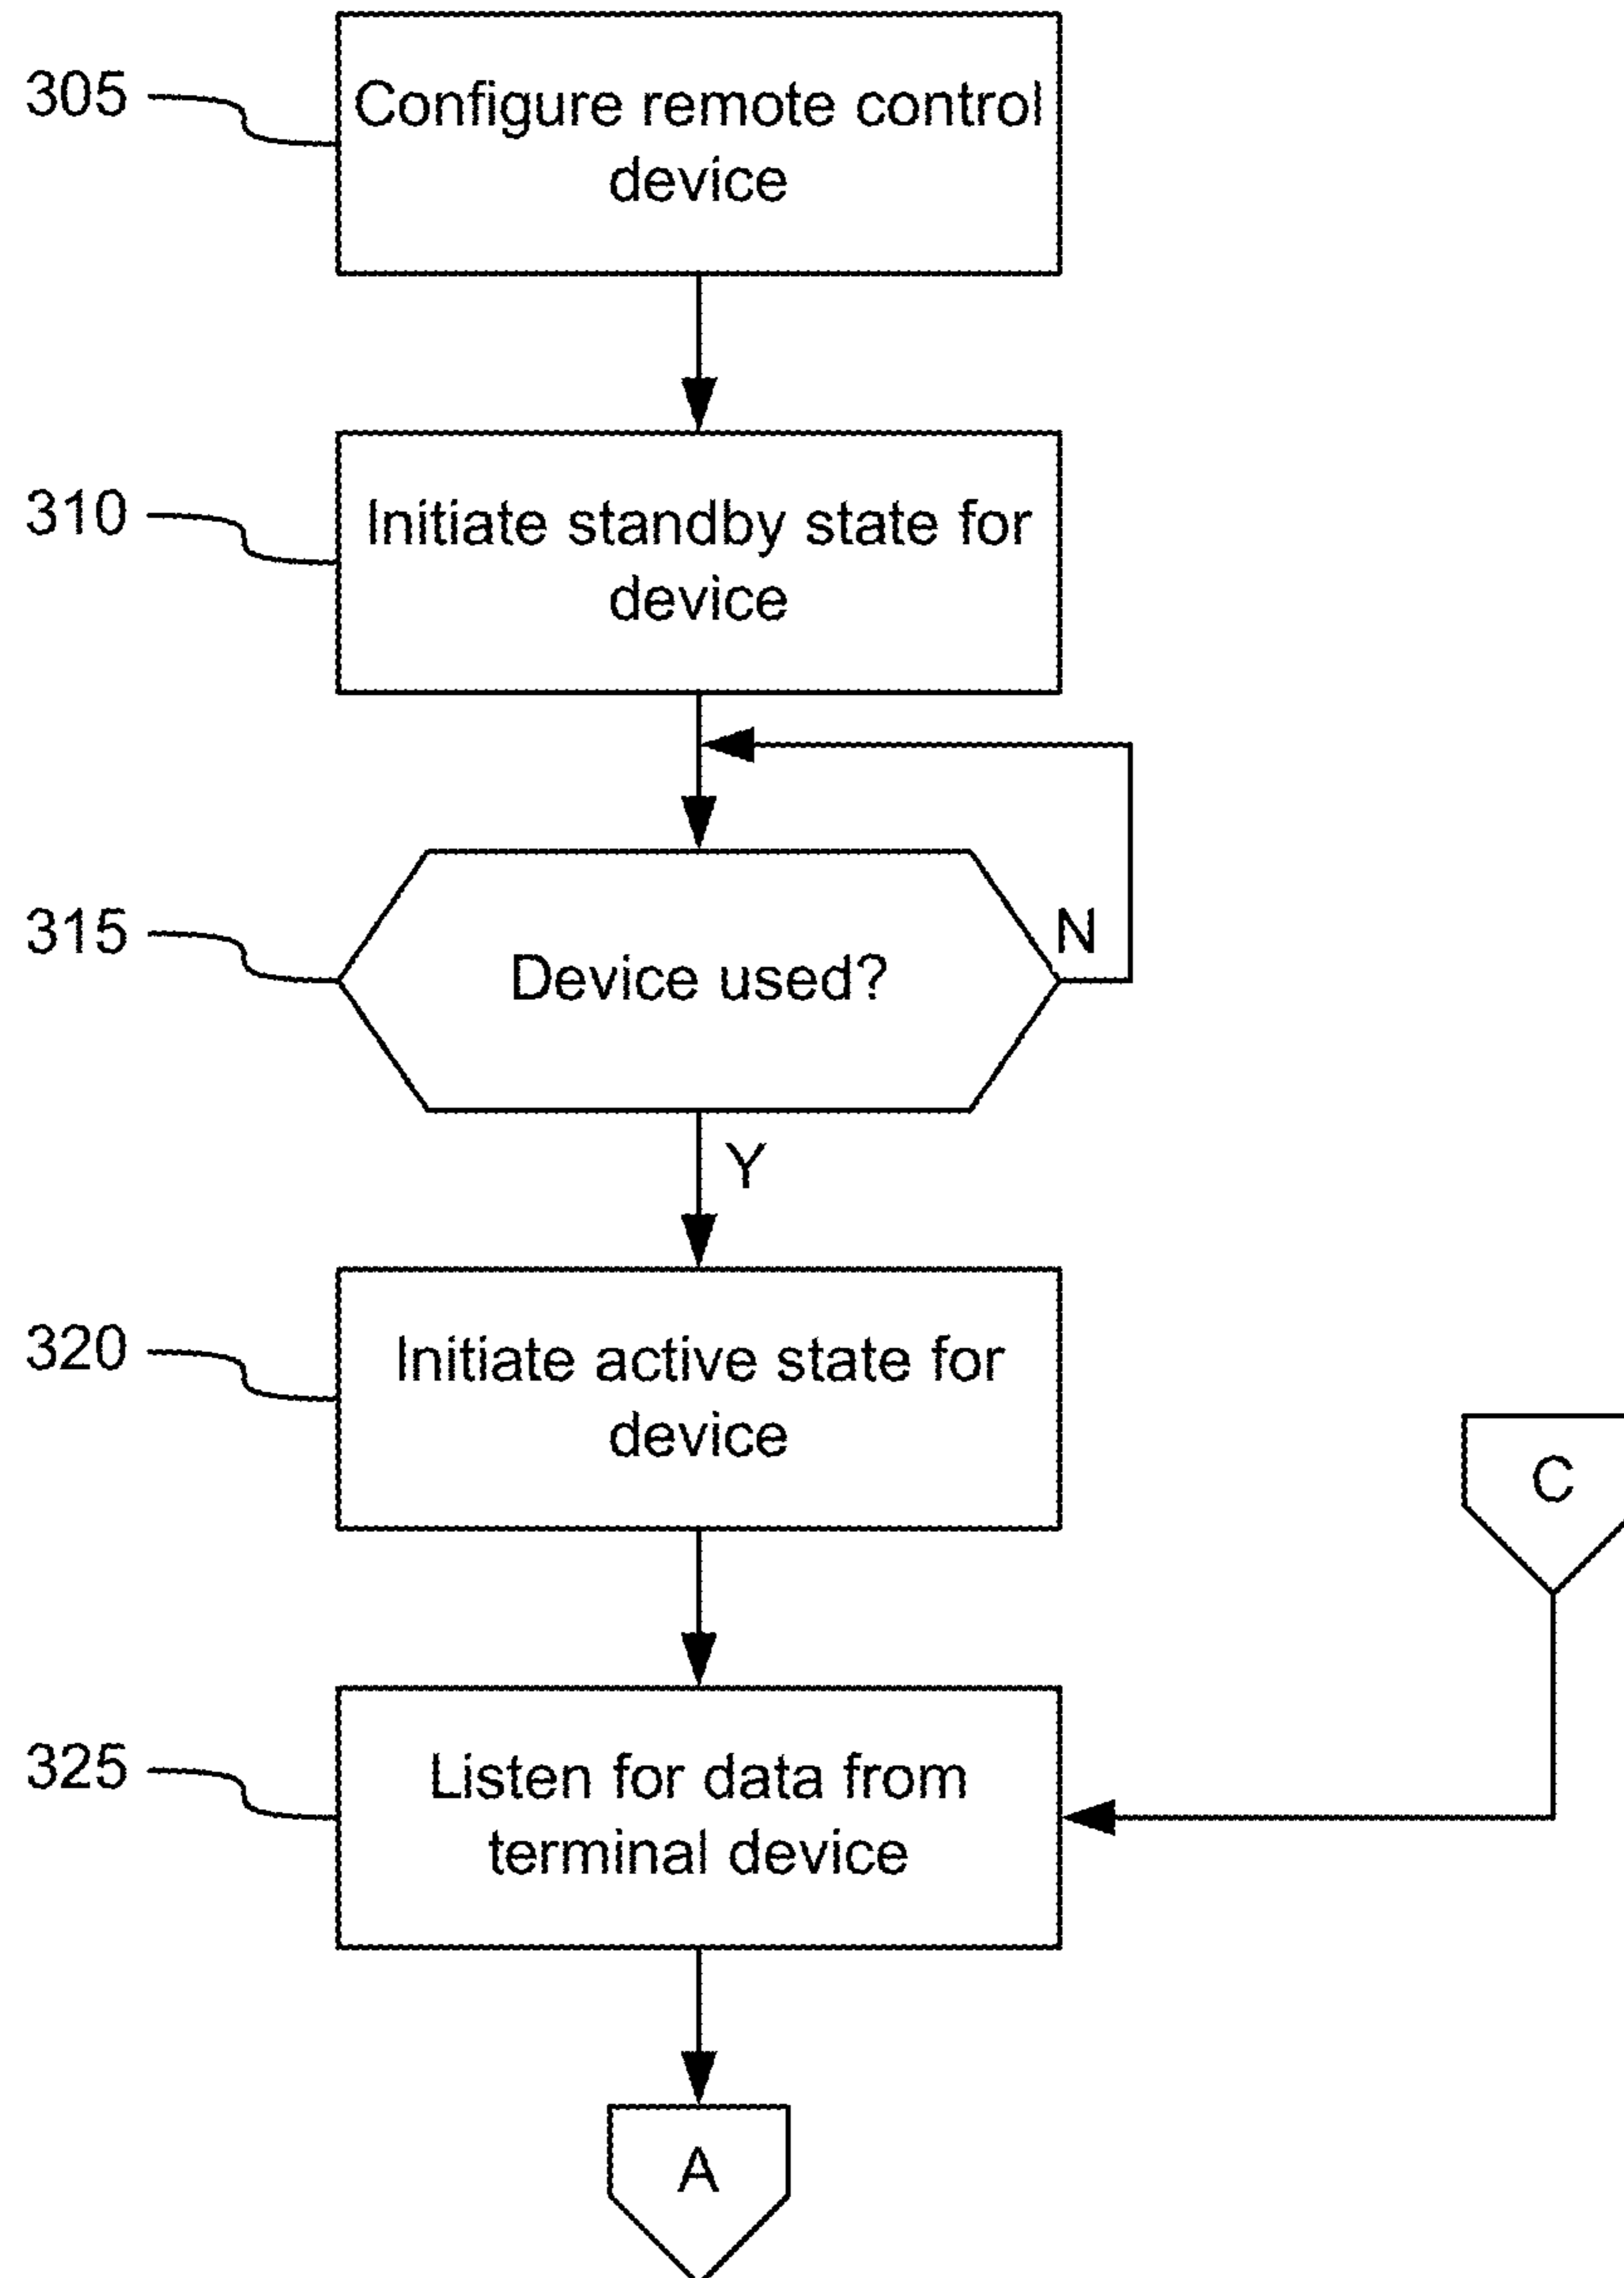 305
Configure remote control
device
310
Initiate standby state for
device
315
Device used?
N
Y
320
Initiate active state for
device
C
325
Listen for data from
terminal device
A